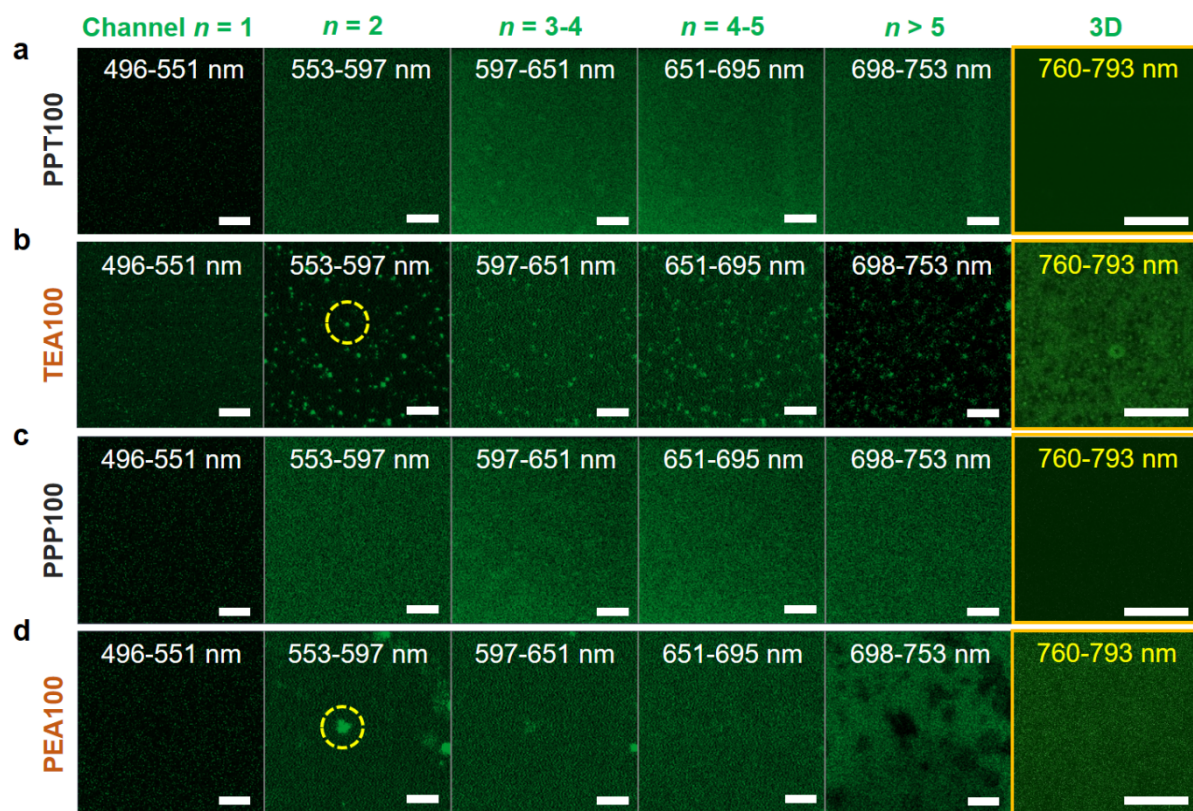 Channel n = 1 n = 2 n = 3-4 n = 4-5 n > 5 3D
a
PPT100
496-551 nm 553-597 nm 597-651 nm 651-695 nm 698-753 nm 760-793 nm
b
TEA100
496-551 nm 553-597 nm 597-651 nm 651-695 nm 698-753 nm 760-793 nm
c
PPP100
496-551 nm 553-597 nm 597-651 nm 651-695 nm 698-753 nm 760-793 nm
d
PEA100
496-551 nm 553-597 nm 597-651 nm 651-695 nm 698-753 nm 760-793 nm